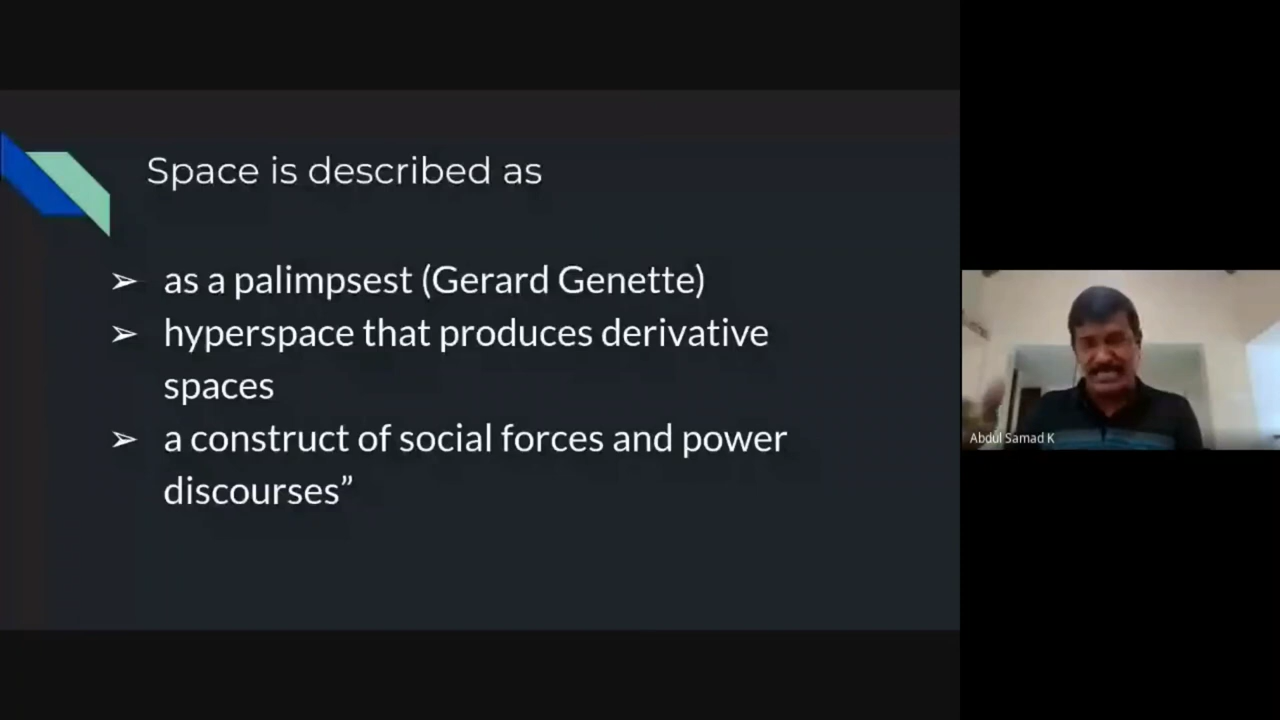 Space is described as
➢ as a palimpsest (Gerard Genette)
➢ hyperspace that produces derivative
spaces
➢ a construct of social forces and power
discourses”
Abdul Samad K